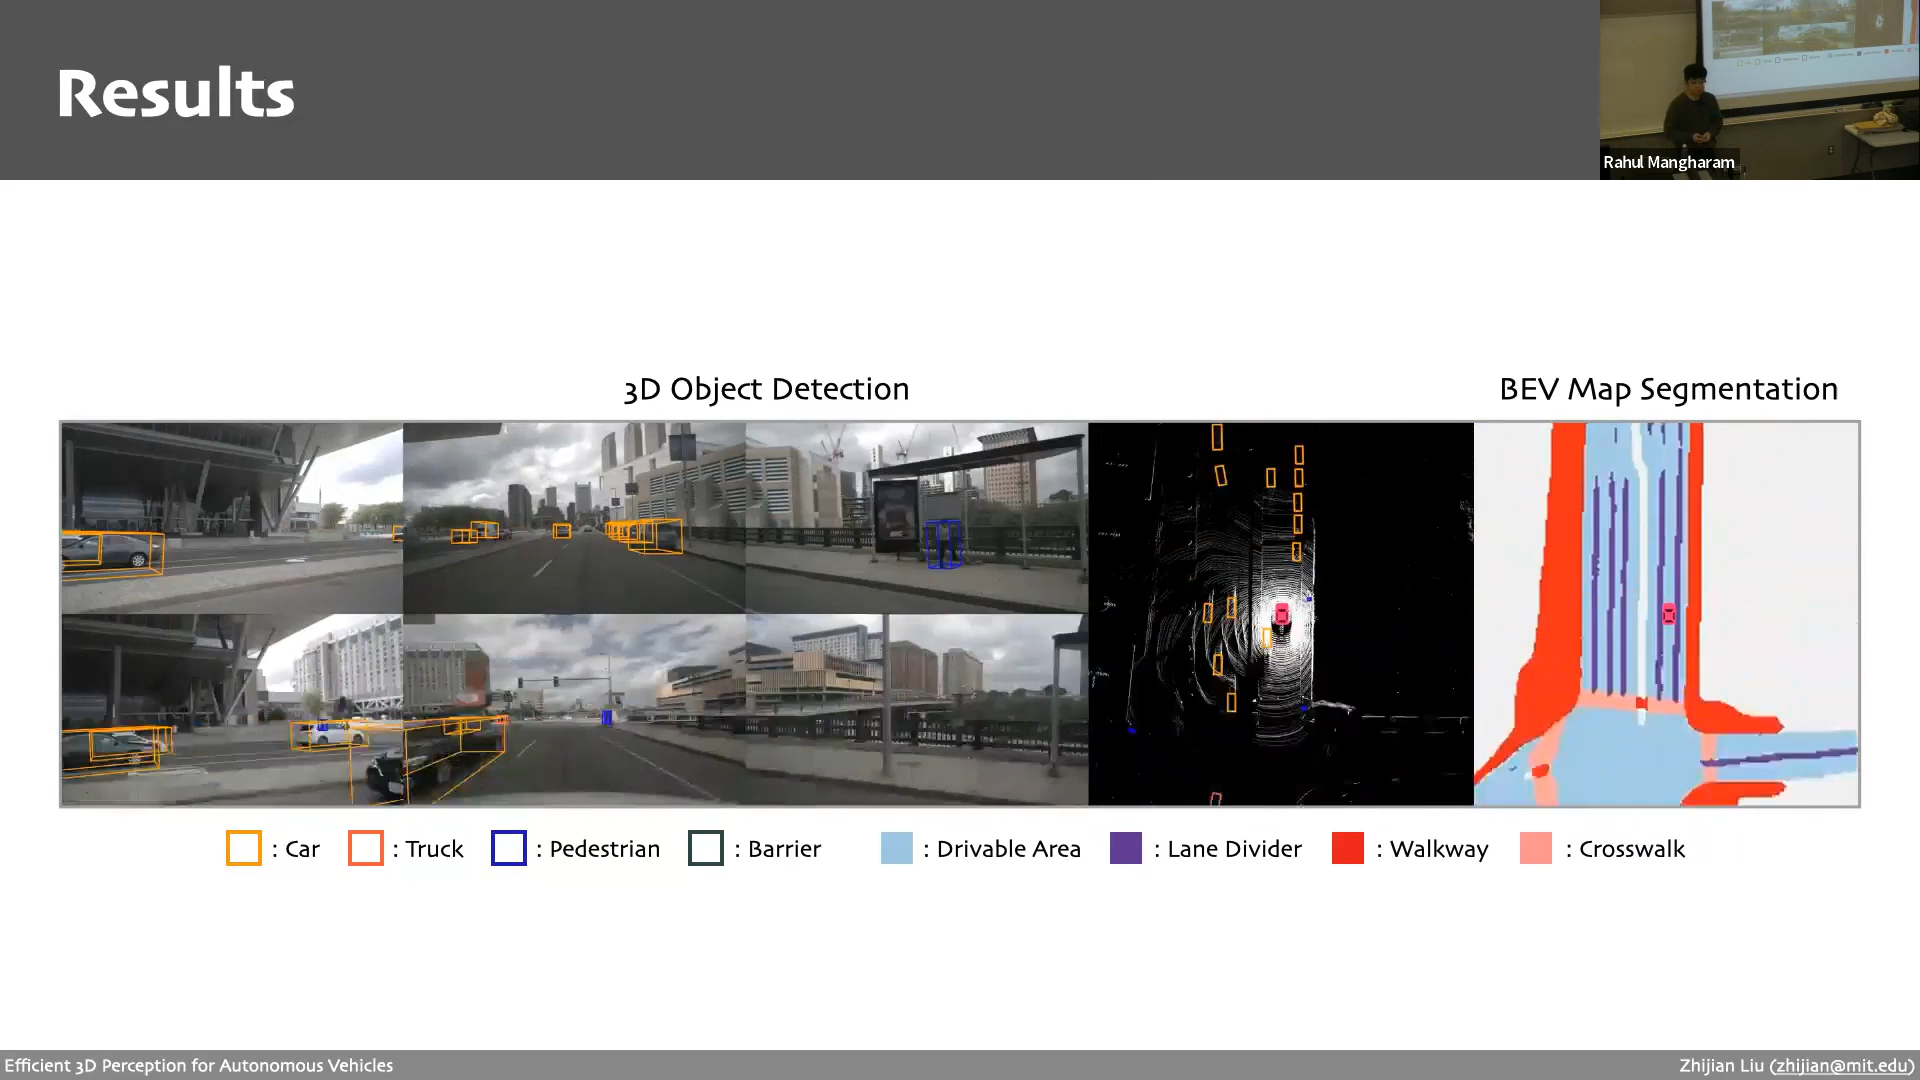 Results
Rahul Mangharam
3D Object Detection
BEV Map Segmentation
: Car
: Truck
: Pedestrian
: Barrier
: Drivable Area
: Lane Divider
: Walkway
: Crosswalk
Efficient 3D Perception for Autonomous Vehicles
Zhijian Liu (zhijian@mit.edu)